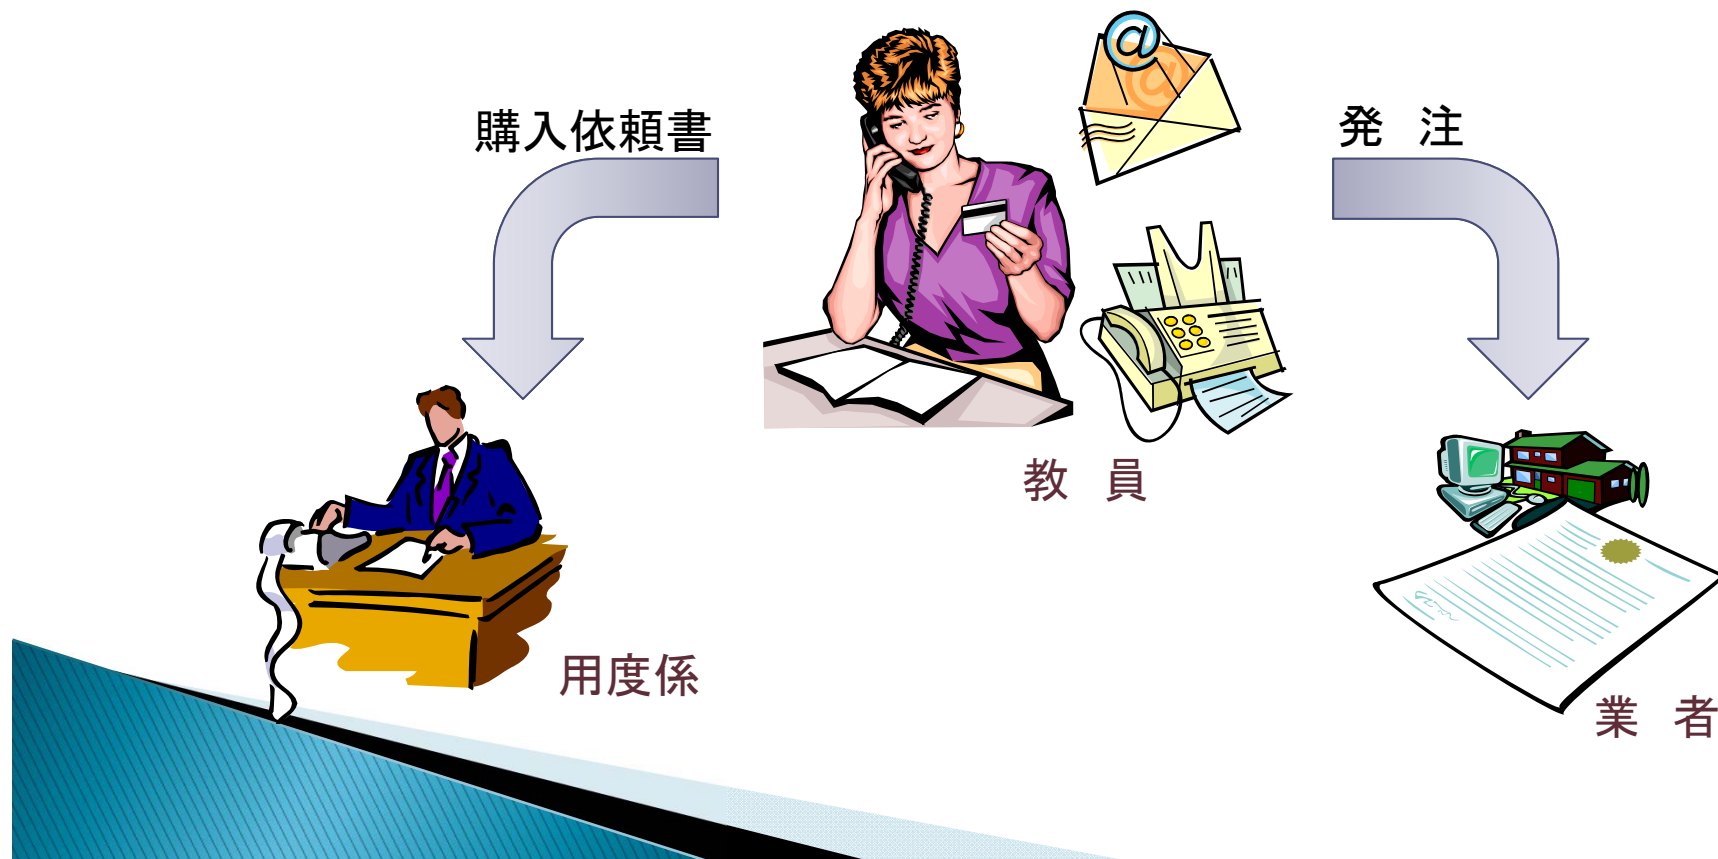 購入依頼書
発 注
教 員
用度係
業 者